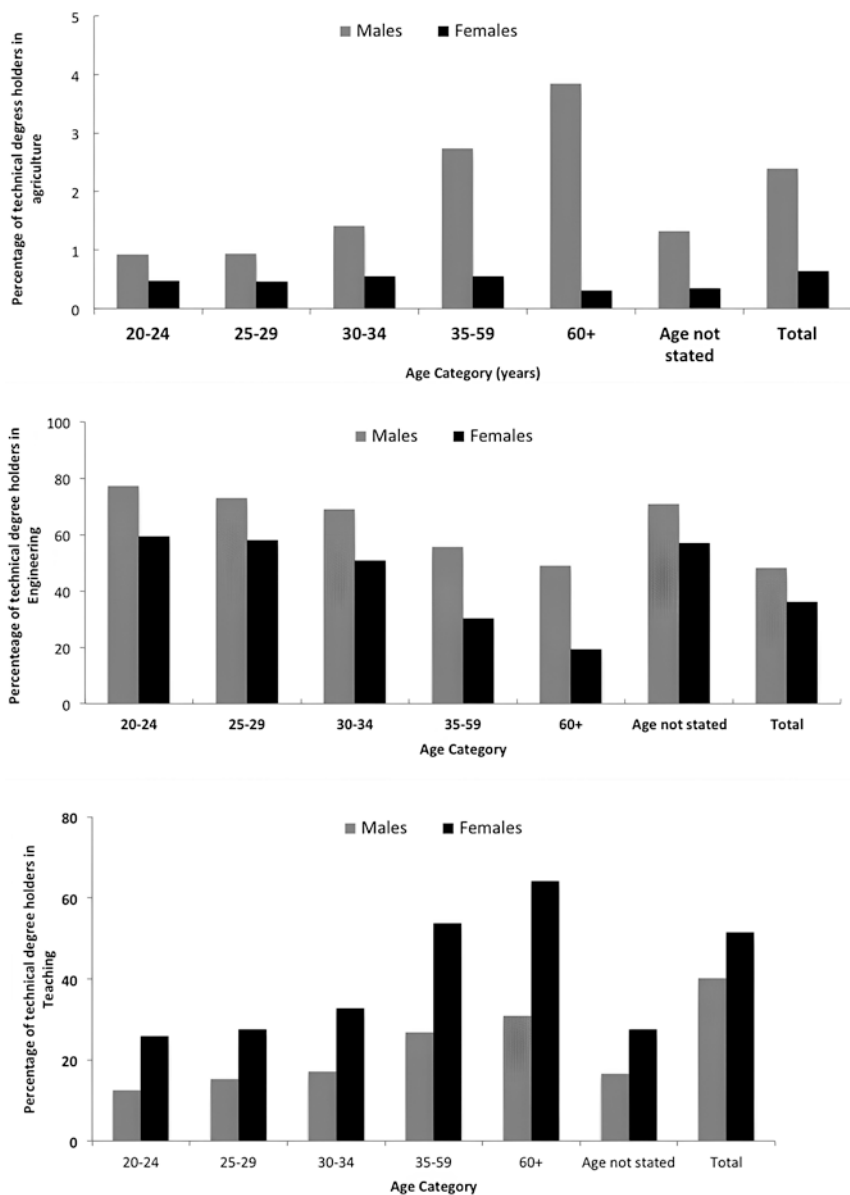 Percentage of technical degress holders in
agriculture
5
4
3
2
1
0
Males Females
20-24 25-29 30-34 35-59 60+ Age not Total
stated
Age Category (years)
Percenteage of technical degree holders in
Engineering
100
80
60
40
20
0
Males Females
20-24 25-29 30-34 35-59 60+ Age not stated Total
Age Category
Percentage of technical degree holders in
Teaching
80
60
40
20
0
Males Females
20-24 25-29 30-34 35-59 60+ Age not stated Total
Age Category